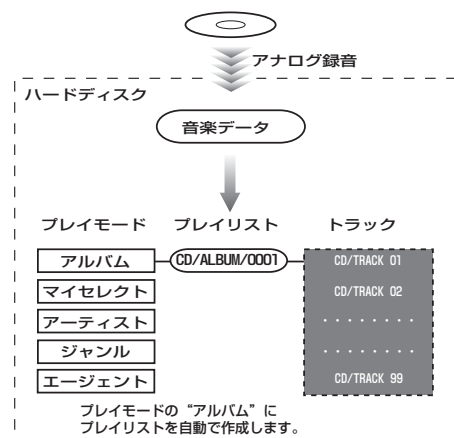 アナログ録音
ハードディスク
音楽データ
プレイモード プレイリスト トラック
アルバム CD/ALBUM/0001 CD/TRACK 01
マイセレクト CD/TRACK 02
アーティスト ・・・・・・・・
ジャンル ・・・・・・・・
エージェント CD/TRACK 99
プレイモードの“アルバム”に
プレイリストを自動で作成します。